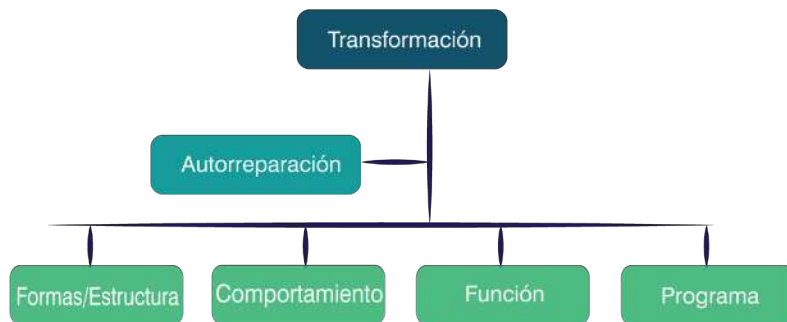 Transformación
Autorreparación
Formas/Estructura
Comportamiento
Función
Programa